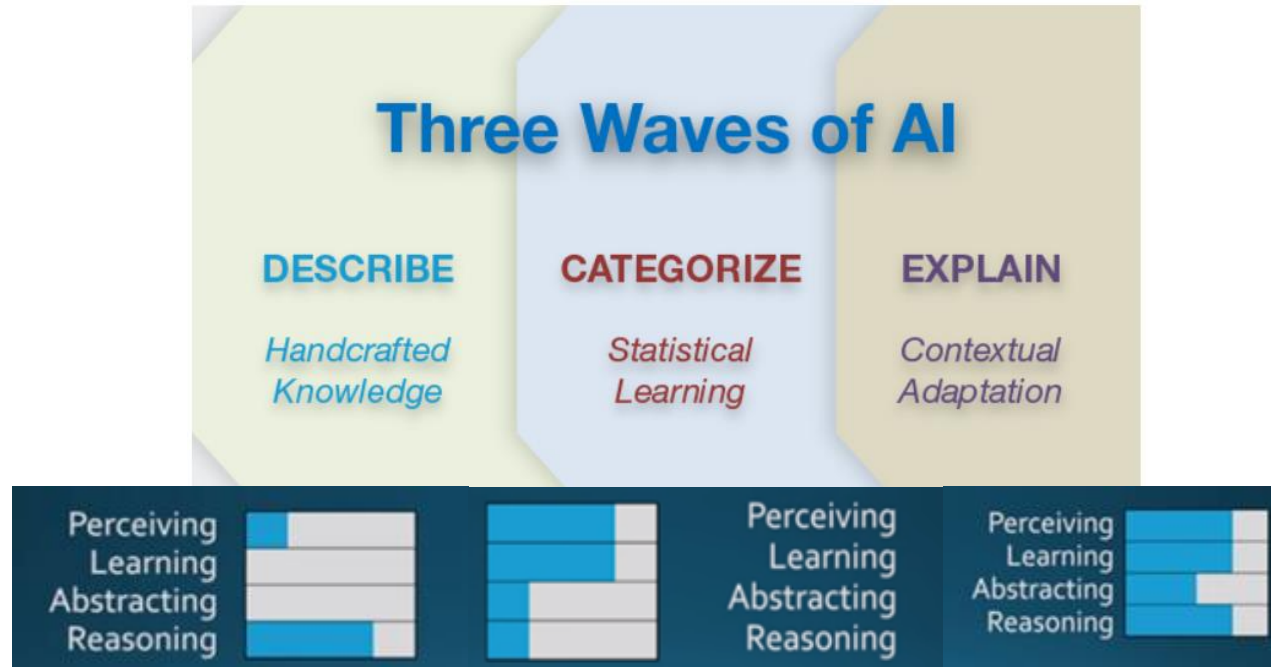 Three Waves of AI
DESCRIBE
Handcrafted
Knowledge
CATEGORIZE
Statistical
Learning
EXPLAIN
Contextual
Adaptation
Perceiving
Learning
Abstracting
Reasoning
Perceiving
Learning
Abstracting
Reasoning
Perceiving
Learning
Abstracting
Reasoning